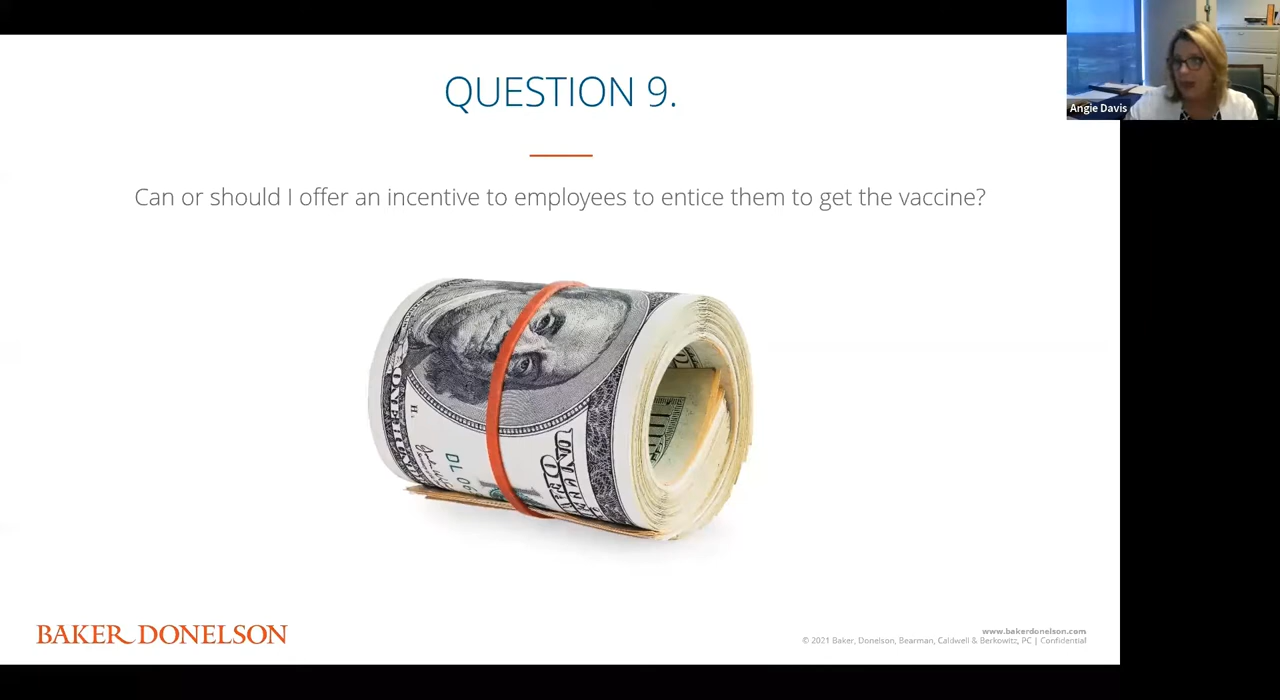 QUESTION 9.
Angie Davis
Can or should I offer an incentive to employees to entice them to get the vaccine?
H.
BAKER DONELSON
www.bakerdonelson.com
© 2021 Baker, Donelson, Bearman, Caldwell & Berkowitz, PC | Confidential